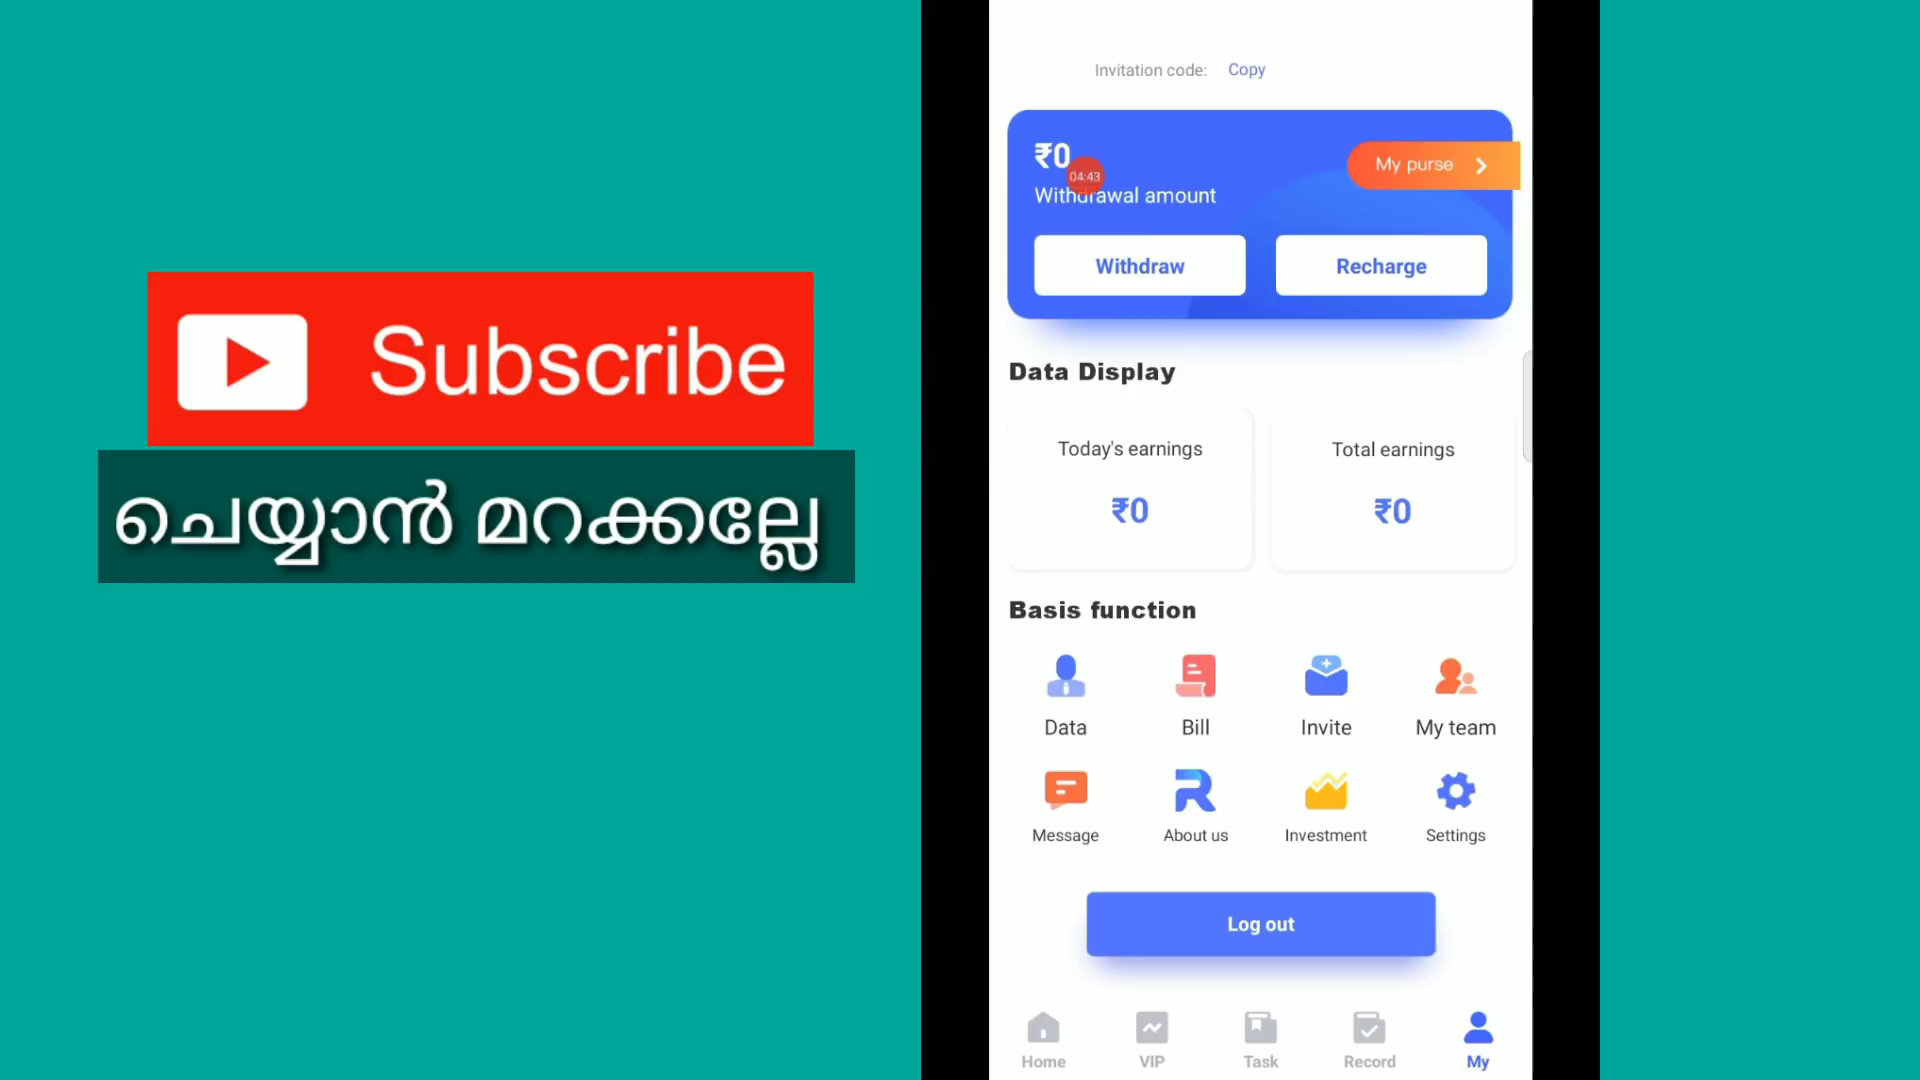 Subscribe
ചെയ്യാൻ മറക്കല്ലേ
Invitation code: Copy
₹0
04:43
My purse
Withdrawal amount
Withdraw Recharge
Data Display
Today's earnings Total earnings
₹0 ₹0
Basis function
Data Bill Invite My team
Message About us Investment Settings
Log out
Home VIP Task Record My